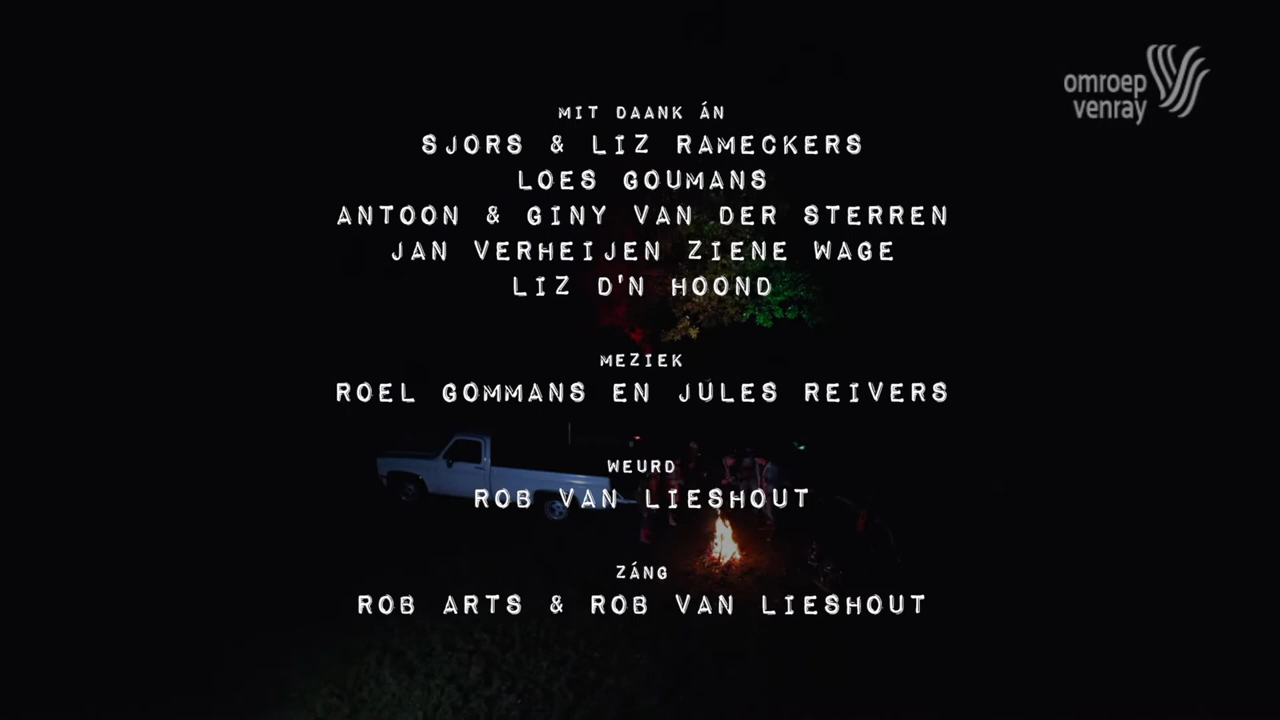 omroep
venray
MIT DAANK ÁN
SJORS & LIZ RAMECKERS
LOES GOUMANS
ANTOON & GINY VAN DER STERREN
JAN VERHEIJEN ZIENE WAGE
LIZ D'N HOOND
MEZIEK
ROEL GOMMANS EN JULES REIVERS
WEURD
ROB VAN LIESHOUT
ZÁNG
ROB ARTS & ROB VAN LIESHOUT